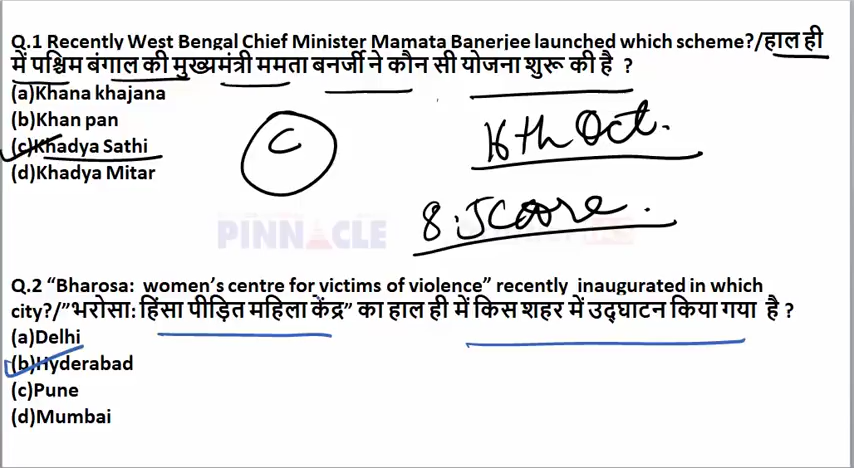 Q.1 Recently West Bengal Chief Minister Mamata Banerjee launched which scheme?/हाल ही
में पश्चिम बंगाल की मुख्यमंत्री ममता बनर्जी ने कौन सी योजना शुरू की है ?
(a)Khana khajana
(b)Khan pan
(c)Khadya Sathi
(d)Khadya Mitar
C
16th Oct.
8.Score.
PINNACLE
Q.2 “Bharosa: women’s centre for victims of violence” recently inaugurated in which
city?/”भरोसा: हिंसा पीड़ित महिला केंद्र” का हाल ही में किस शहर में उद्घाटन किया गया है ?
(a)Delhi
(b)Hyderabad
(c)Pune
(d)Mumbai